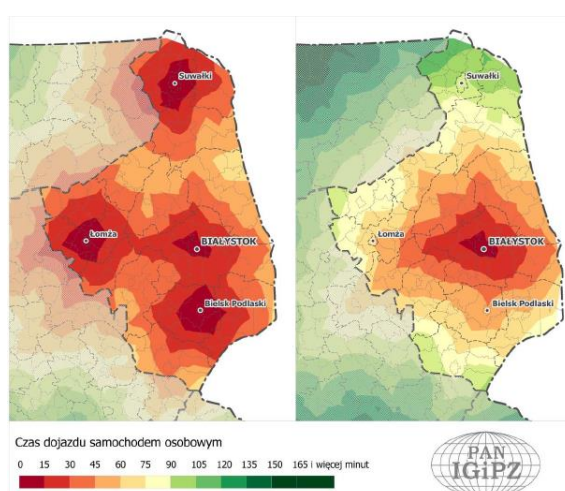 Suwałki
Łomża
BIAŁYSTOK
Bielsk Podlaski
Suwałki
Łomża
BIAŁYSTOK
Bielsk Podlaski
Czas dojazdu samochodem osobowym
0 15 30 45 60 75 90 105 120 135 150 165 i więcej minut
PAN
IGiPZ